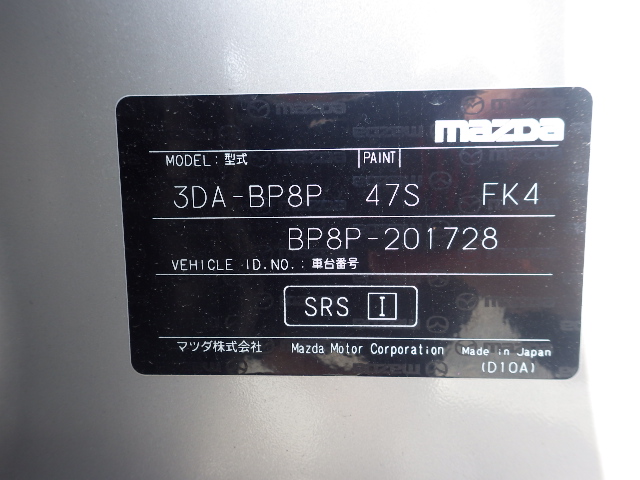 mazda
MODEL: 型式 PAINT
3DA-BP8P 47S FK4
BP8P-201728
VEHICLE ID.NO.: 車台番号
SRS I
マツダ株式会社 Mazda Motor Corporation Made in Japan
(D10A)